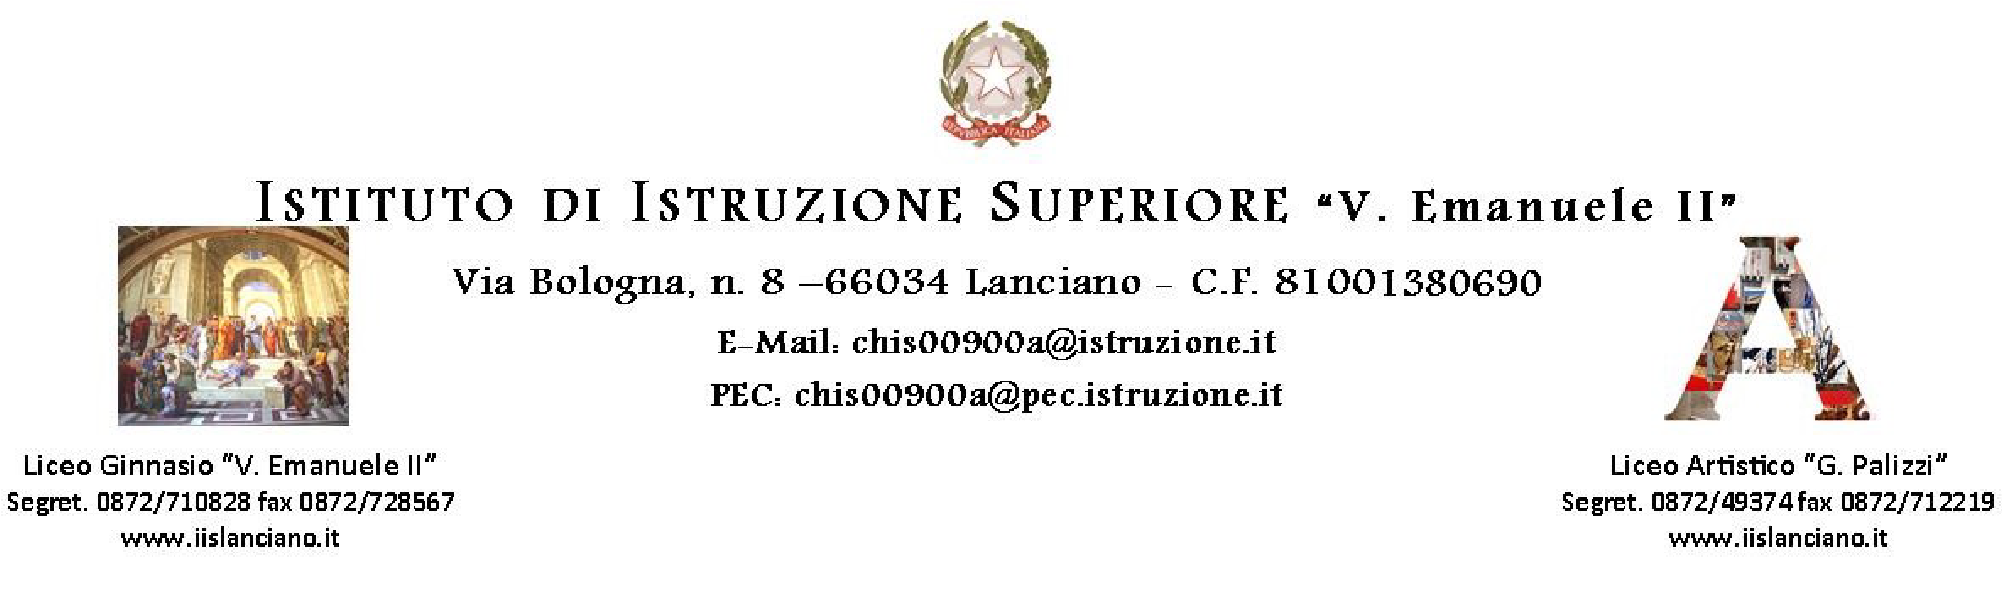 REPVBBLICA ITALIANA
ISTITUTO DI ISTRUZIONE SUPERIORE “V. Emanuele II”
Via Bologna, n. 8 –66034 Lanciano - C.F. 81001380690
E-Mail: chis00900a@istruzione.it
PEC: chis00900a@pec.istruzione.it
Liceo Ginnasio “V. Emanuele II”
Segret. 0872/710828 fax 0872/728567
www.iislanciano.it
Liceo Artistico “G. Palizzi”
Segret. 0872/49374 fax 0872/712219
www.iislanciano.it